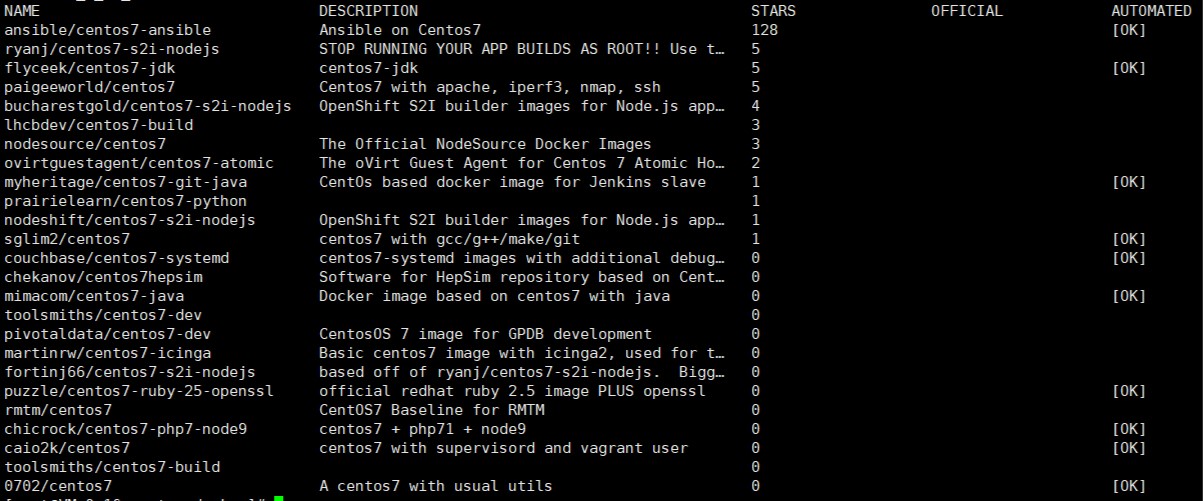 NAME DESCRIPTION STARS OFFICIAL AUTOMATED
ansible/centos7-ansible Ansible on Centos7 128 [OK]
ryanj/centos7-s2i-nodejs STOP RUNNING YOUR APP BUILDS AS ROOT!! Use t… 5
flyceek/centos7-jdk centos7-jdk 5 [OK]
paigeeworld/centos7 Centos7 with apache, iperf3, nmap, ssh 5
bucharestgold/centos7-s2i-nodejs OpenShift S2I builder images for Node.js app… 4
lhcbdev/centos7-build 3
nodesource/centos7 The Official NodeSource Docker Images 3
ovirtguestagent/centos7-atomic The oVirt Guest Agent for Centos 7 Atomic Ho… 2
myheritage/centos7-git-java CentOs based docker image for Jenkins slave 1 [OK]
prairielearn/centos7-python 1
nodeshift/centos7-s2i-nodejs OpenShift S2I builder images for Node.js app… 1
sglim2/centos7 centos7 with gcc/g++/make/git 1 [OK]
couchbase/centos7-systemd centos7-systemd images with additional debug… 0 [OK]
chekanov/centos7hepsim Software for HepSim repository based on Cent… 0
mimacom/centos7-java Docker image based on centos7 with java 0 [OK]
toolsmiths/centos7-dev 0
pivotaldata/centos7-dev CentosOS 7 image for GPDB development 0
martinrw/centos7-icinga Basic centos7 image with icinga2, used for t… 0
fortinj66/centos7-s2i-nodejs based off of ryanj/centos7-s2i-nodejs. Bigg… 0
puzzle/centos7-ruby-25-openssl official redhat ruby 2.5 image PLUS openssl 0 [OK]
rmtm/centos7 CentOS7 Baseline for RMTM 0
chicrock/centos7-php7-node9 centos7 + php71 + node9 0 [OK]
caio2k/centos7 centos7 with supervisord and vagrant user 0 [OK]
toolsmiths/centos7-build 0
0702/centos7 A centos7 with usual utils 0 [OK]